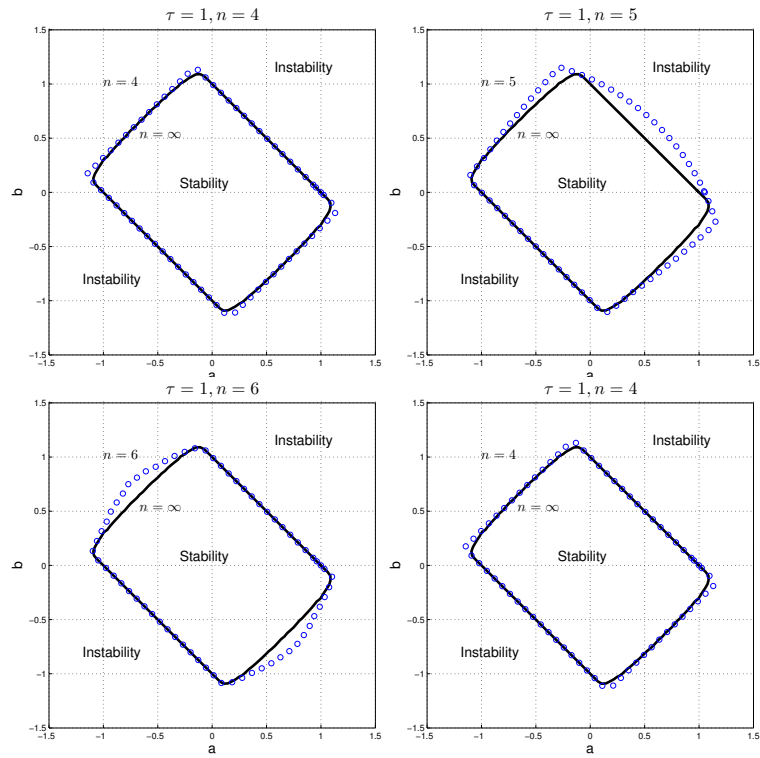 τ = 1, n = 4
1.5
1
0.5
0
−0.5
−1
−1.5
b
n = 4
n = ∞
Instability
Stability
Instability
−1.5 −1 −0.5 0 0.5 1 1.5
a
τ = 1, n = 5
1.5
1
0.5
0
−0.5
−1
−1.5
b
n = 5
n = ∞
Instability
Stability
Instability
−1.5 −1 −0.5 0 0.5 1 1.5
a
τ = 1, n = 6
1.5
1
0.5
0
−0.5
−1
−1.5
b
n = 6
n = ∞
Instability
Stability
Instability
−1.5 −1 −0.5 0 0.5 1 1.5
a
τ = 1, n = 4
1.5
1
0.5
0
−0.5
−1
−1.5
b
n = 4
n = ∞
Instability
Stability
Instability
−1.5 −1 −0.5 0 0.5 1 1.5
a